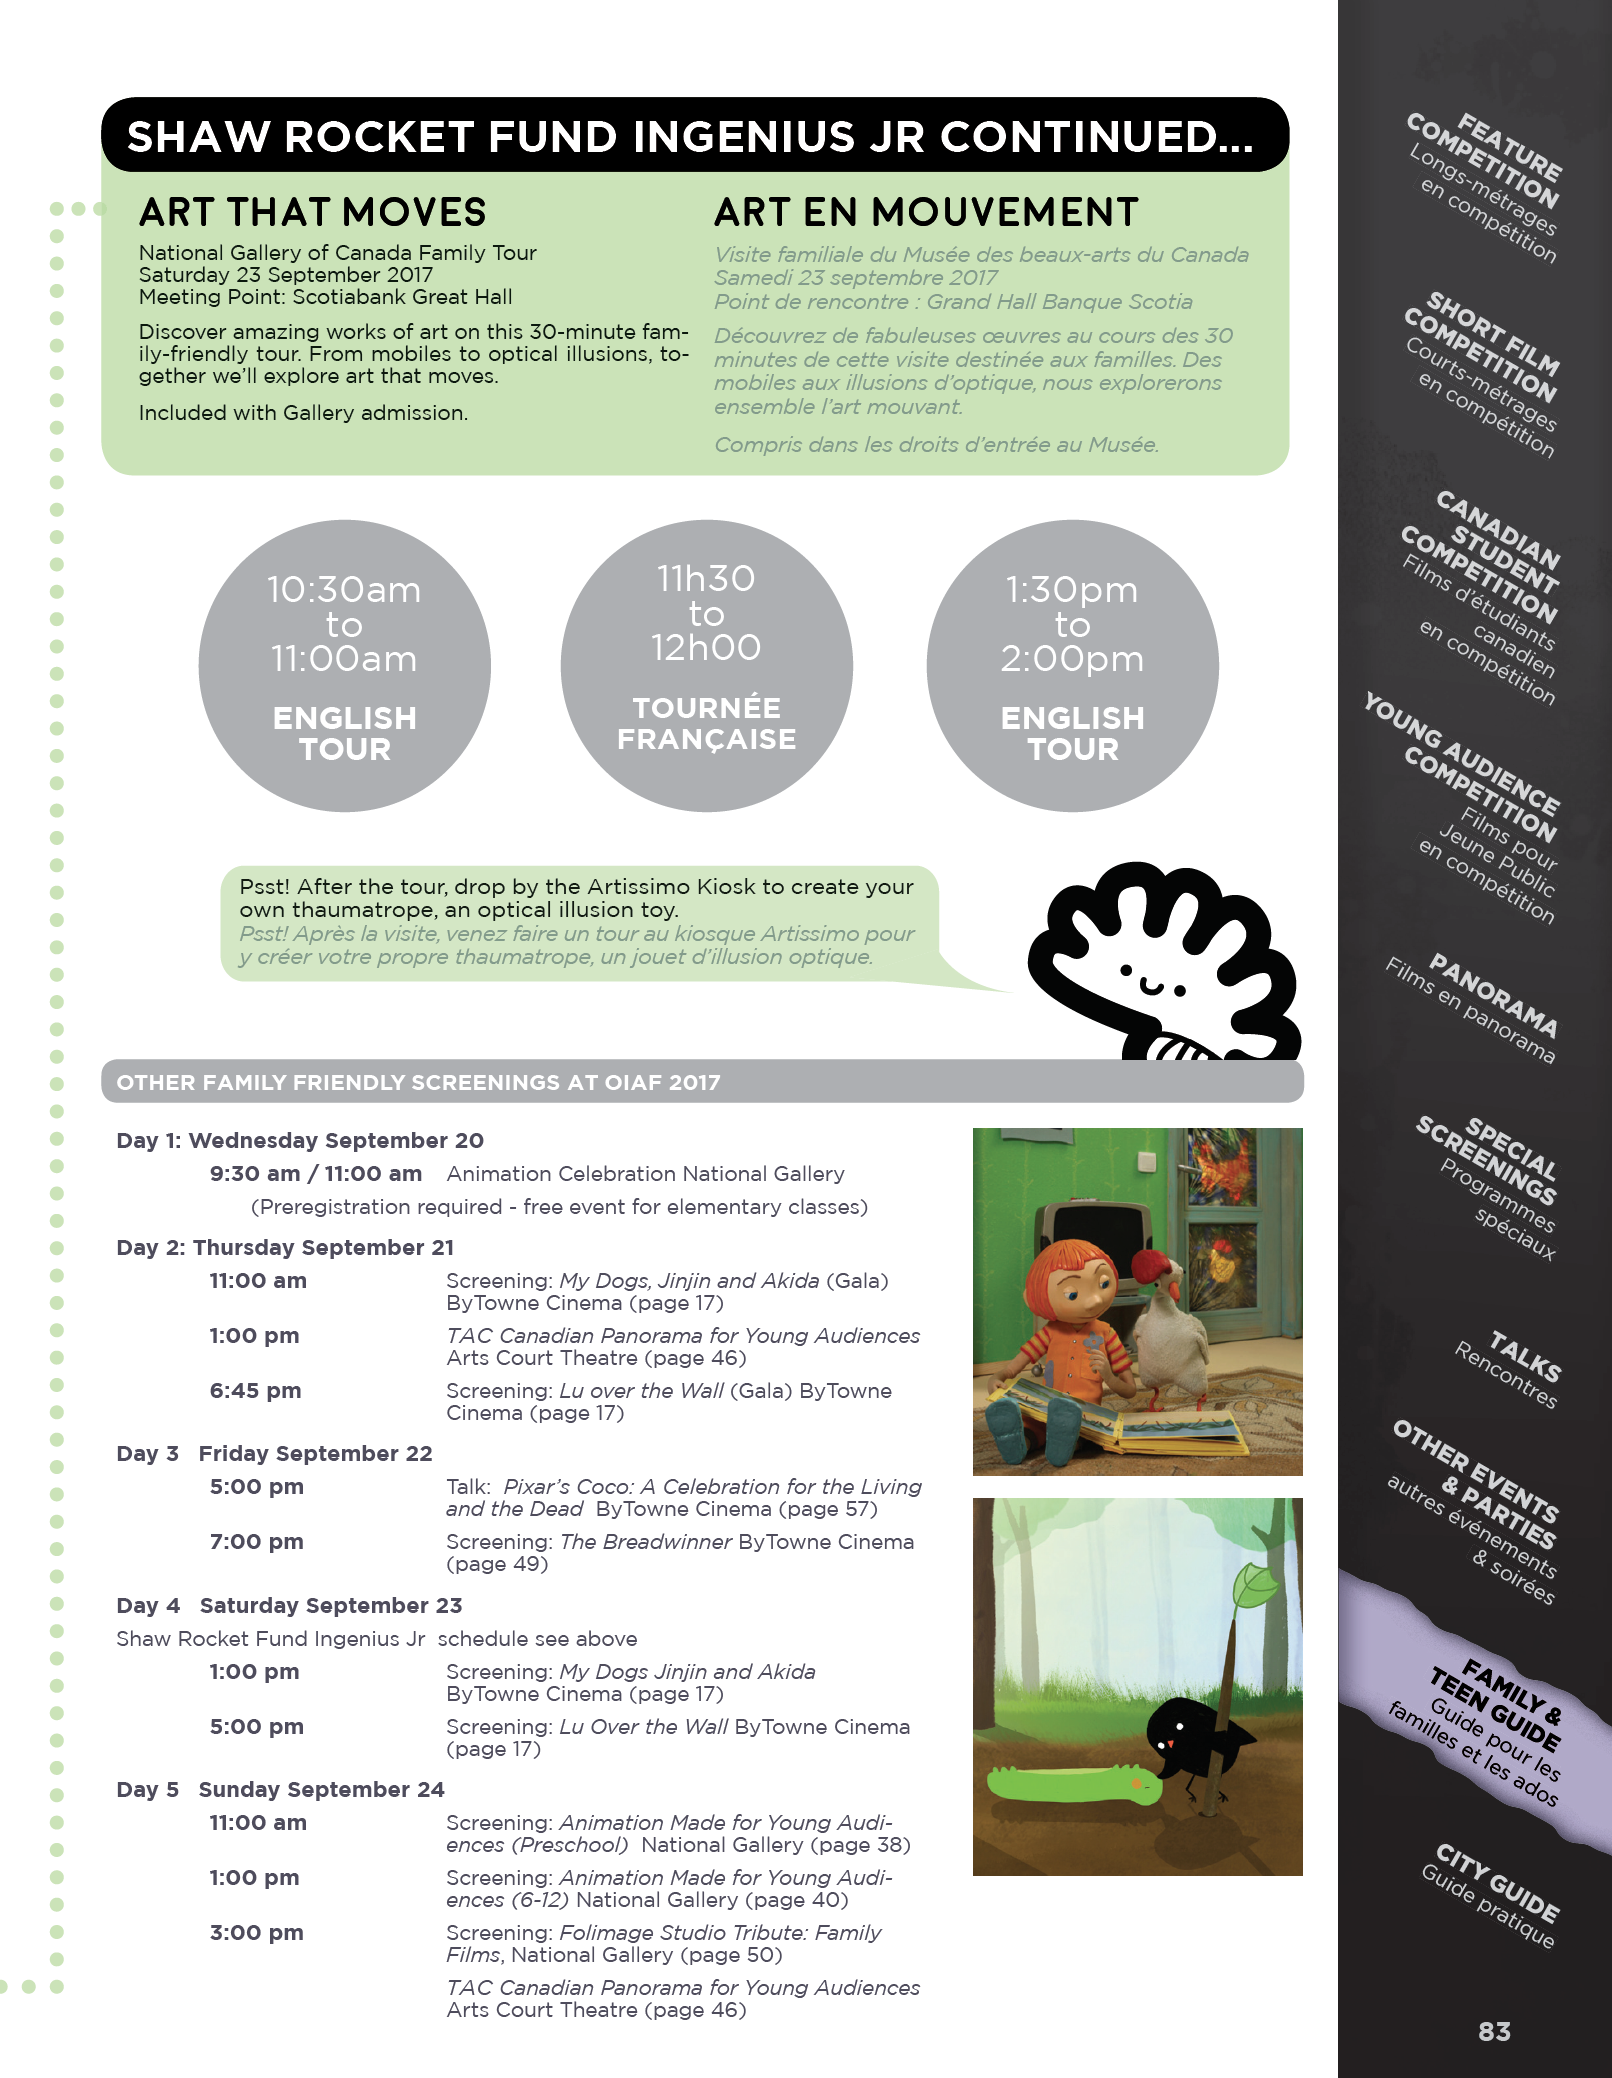 SHAW ROCKET FUND INGENIUS JR CONTINUED...
ART THAT MOVES
National Gallery of Canada Family Tour
Saturday 23 September 2017
Meeting Point: Scotiabank Great Hall
Discover amazing works of art on this 30-minute fam-
ily-friendly tour. From mobiles to optical illusions, to-
gether we'll explore art that moves.
Included with Gallery admission.
ART EN MOUVEMENT
Visite familiale du Musée des beaux-arts du Canada
Samedi 23 septembre 2017
Point de rencontre : Grand Hall Banque Scotia
Découvrez de fabuleuses œuvres au cours des 30
minutes de cette visite destinée aux familles. Des
mobiles aux illusions d'optique, nous explorerons
ensemble l'art mouvant.
Compris dans les droits d'entrée au Musée.
10:30am
to
11:00am
ENGLISH
TOUR
11h30
to
12h00
TOURNÉE
FRANÇAISE
1:30pm
to
2:00pm
ENGLISH
TOUR
Psst! After the tour, drop by the Artissimo Kiosk to create your
own thaumatrope, an optical illusion toy.
Psst! Après la visite, venez faire un tour au kiosque Artissimo pour
y créer votre propre thaumatrope, un jouet d'illusion optique.
OTHER FAMILY FRIENDLY SCREENINGS AT OIAF 2017
Day 1: Wednesday September 20
9:30 am / 11:00 am Animation Celebration National Gallery
(Preregistration required - free event for elementary classes)
Day 2: Thursday September 21
11:00 am Screening: My Dogs, Jinjin and Akida (Gala)
ByTowne Cinema (page 17)
1:00 pm TAC Canadian Panorama for Young Audiences
Arts Court Theatre (page 46)
6:45 pm Screening: Lu over the Wall (Gala) ByTowne
Cinema (page 17)
Day 3 Friday September 22
5:00 pm Talk: Pixar's Coco: A Celebration for the Living
and the Dead ByTowne Cinema (page 57)
7:00 pm Screening: The Breadwinner ByTowne Cinema
(page 49)
Day 4 Saturday September 23
Shaw Rocket Fund Ingenius Jr schedule see above
1:00 pm Screening: My Dogs Jinjin and Akida
ByTowne Cinema (page 17)
5:00 pm Screening: Lu Over the Wall ByTowne Cinema
(page 17)
Day 5 Sunday September 24
11:00 am Screening: Animation Made for Young Audi-
ences (Preschool) National Gallery (page 38)
1:00 pm Screening: Animation Made for Young Audi-
ences (6-12) National Gallery (page 40)
3:00 pm Screening: Folimage Studio Tribute: Family
Films, National Gallery (page 50)
TAC Canadian Panorama for Young Audiences
Arts Court Theatre (page 46)
FEATURE
COMPETITION
Longs-métrages
en compétition
SHORT FILM
COMPETITION
Courts-métrages
en compétition
CANADIAN
STUDENT
COMPETITION
Films d'étudiants
canadien
en compétition
YOUNG AUDIENCE
COMPETITION
Films pour
Jeune Public
en compétition
PANORAMA
Films en panorama
SPECIAL
SCREENINGS
Programmes
spéciaux
TALKS
Rencontres
OTHER EVENTS
& PARTIES
autres événements
& soirées
FAMILY &
TEEN GUIDE
Guide pour les
familles et les ados
CITY GUIDE
Guide pratique
83